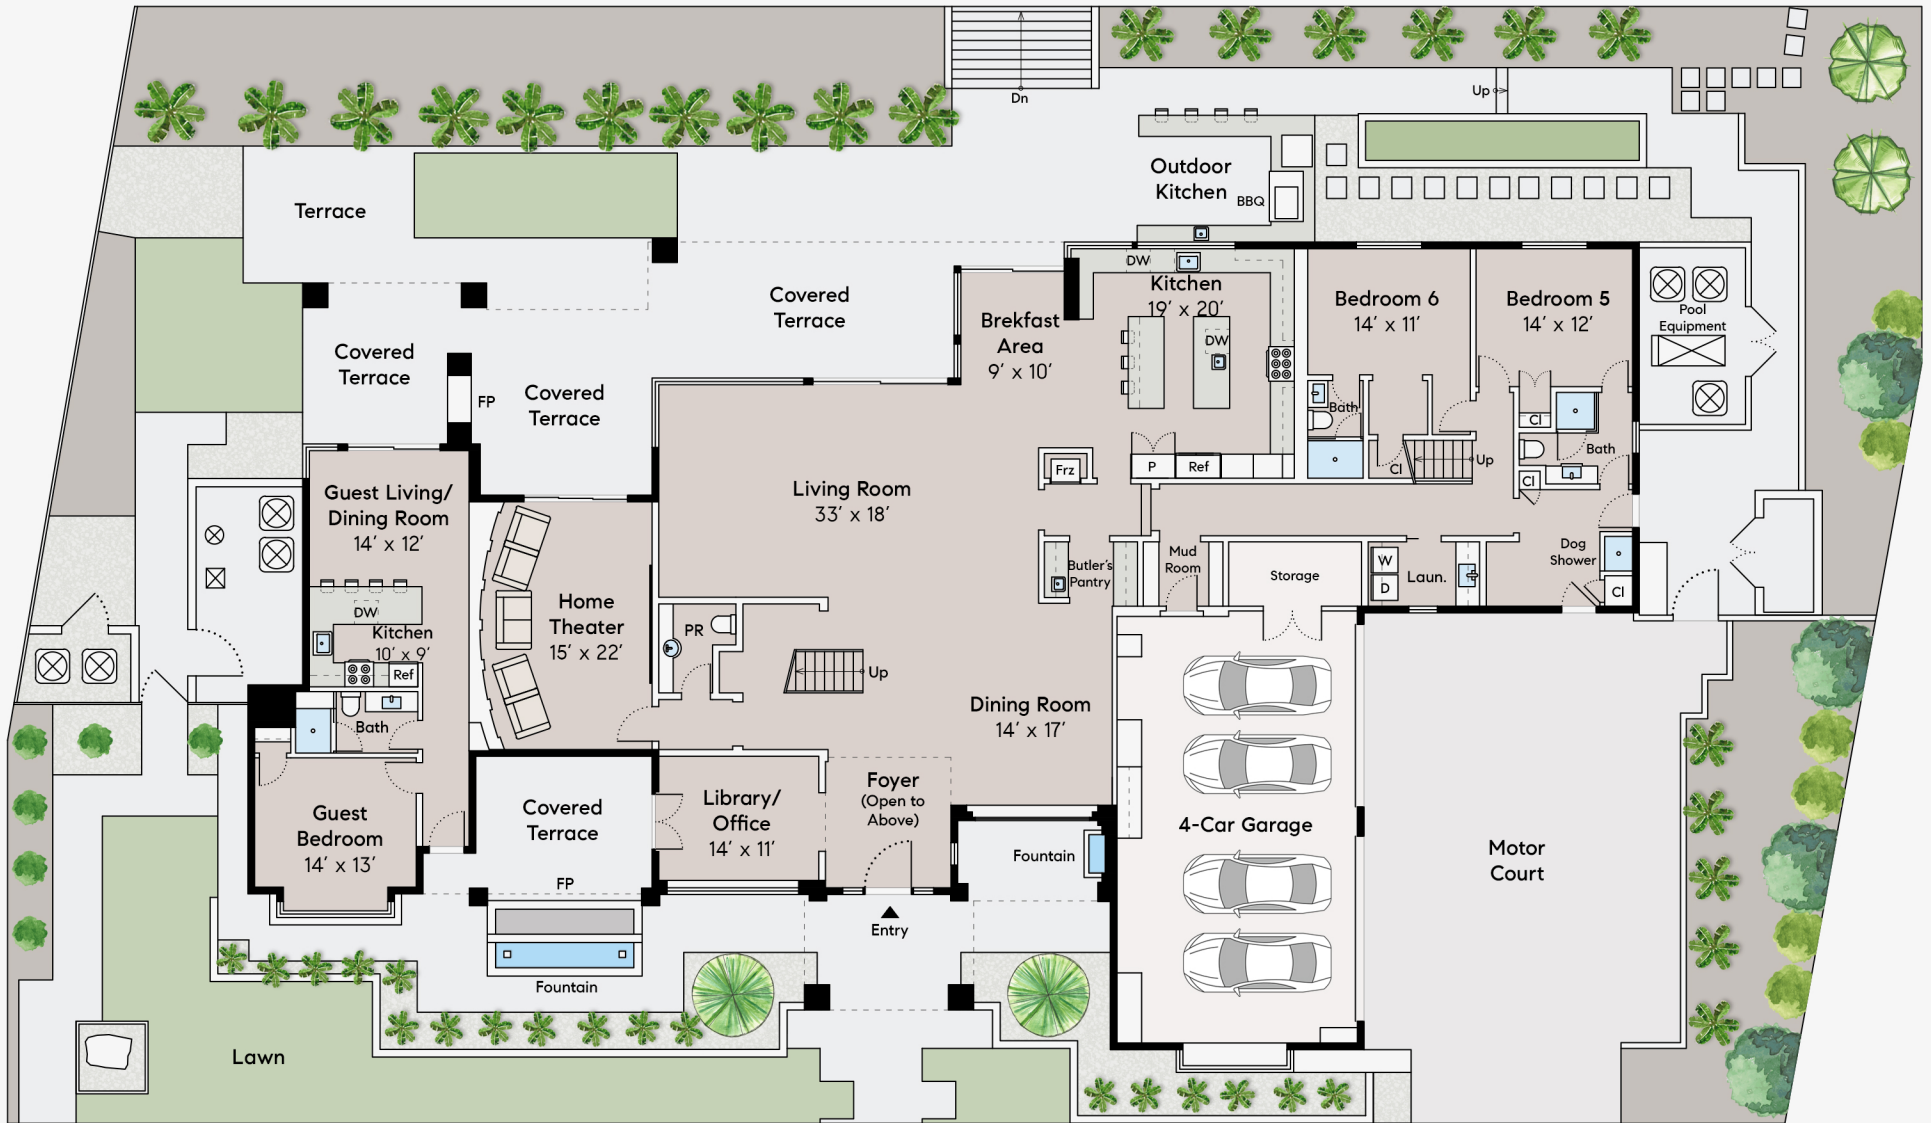 Dn
Up
Outdoor
Kitchen
BBQ
Terrace
DW
Kitchen
19' x 20'
DW
Bedroom 6
14' x 11'
Bedroom 5
14' x 12'
Pool
Equipment
Covered
Terrace
Brekfast
Area
9' x 10'
Covered
Terrace
FP
Covered
Terrace
Bath
Cl
Bath
Cl
Up
Cl
Frz
P
Ref
Guest Living/
Dining Room
14' x 12'
Living Room
33' x 18'
Dog
Shower
Mud
Room
Butler's
Pantry
Storage
W
D
Laun.
Cl
DW
Kitchen
10' x 9'
Ref
Home
Theater
15' x 22'
PR
Up
Bath
Dining Room
14' x 17'
Guest
Bedroom
14' x 13'
Covered
Terrace
FP
Library/
Office
14' x 11'
Foyer
(Open to
Above)
Fountain
4-Car Garage
Motor
Court
Entry
Fountain
Lawn